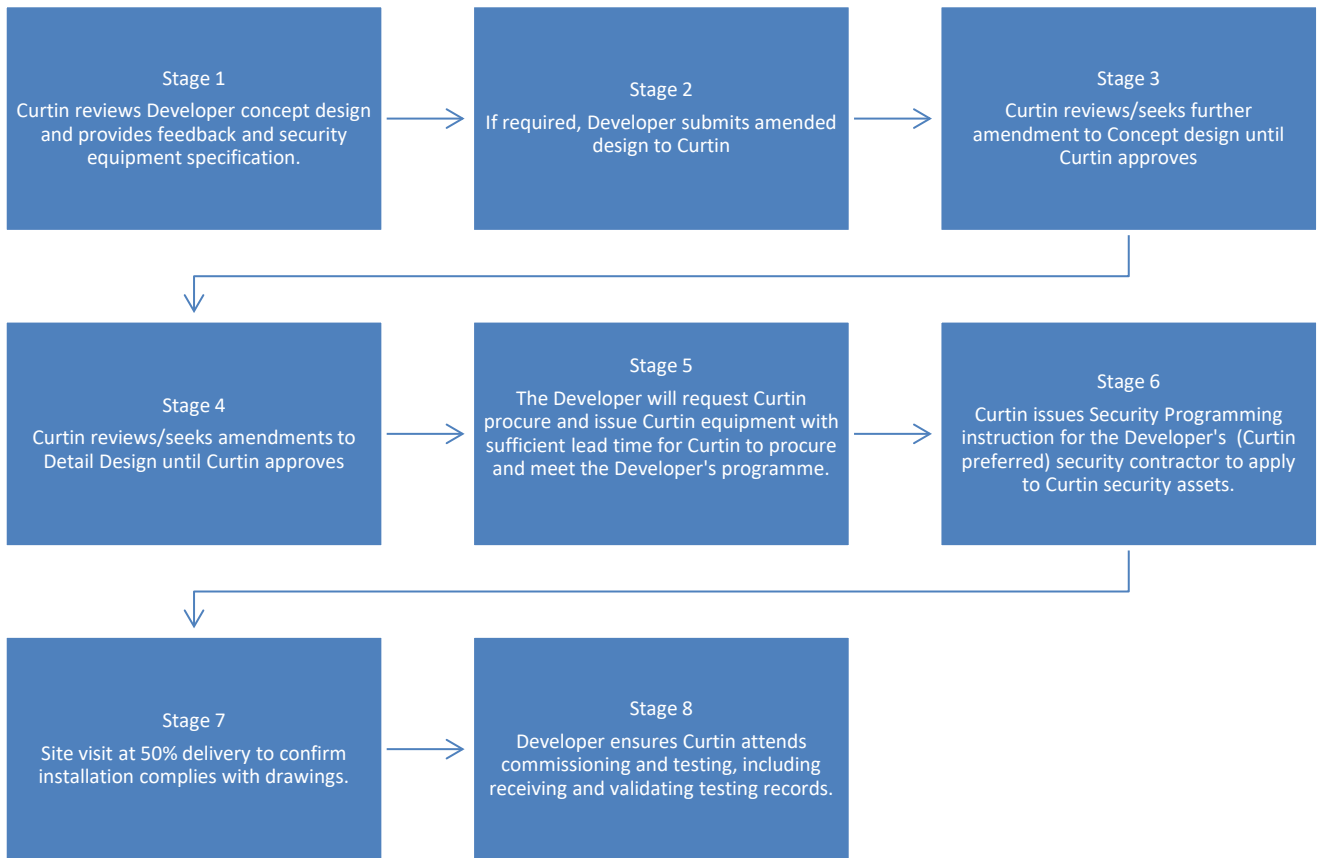 Stage 1
Curtin reviews Developer concept design
and provides feedback and security
equipment specification.
Stage 2
If required, Developer submits amended
design to Curtin
Stage 3
Curtin reviews/seeks further
amendment to Concept design until
Curtin approves
Stage 4
Curtin reviews/seeks amendments to
Detail Design until Curtin approves
Stage 5
The Developer will request Curtin
procure and issue Curtin equipment with
sufficient lead time for Curtin to procure
and meet the Developer's programme.
Stage 6
Curtin issues Security Programming
instruction for the Developer's (Curtin
preferred) security contractor to apply
to Curtin security assets.
Stage 7
Site visit at 50% delivery to confirm
installation complies with drawings.
Stage 8
Developer ensures Curtin attends
commissioning and testing, including
receiving and validating testing records.